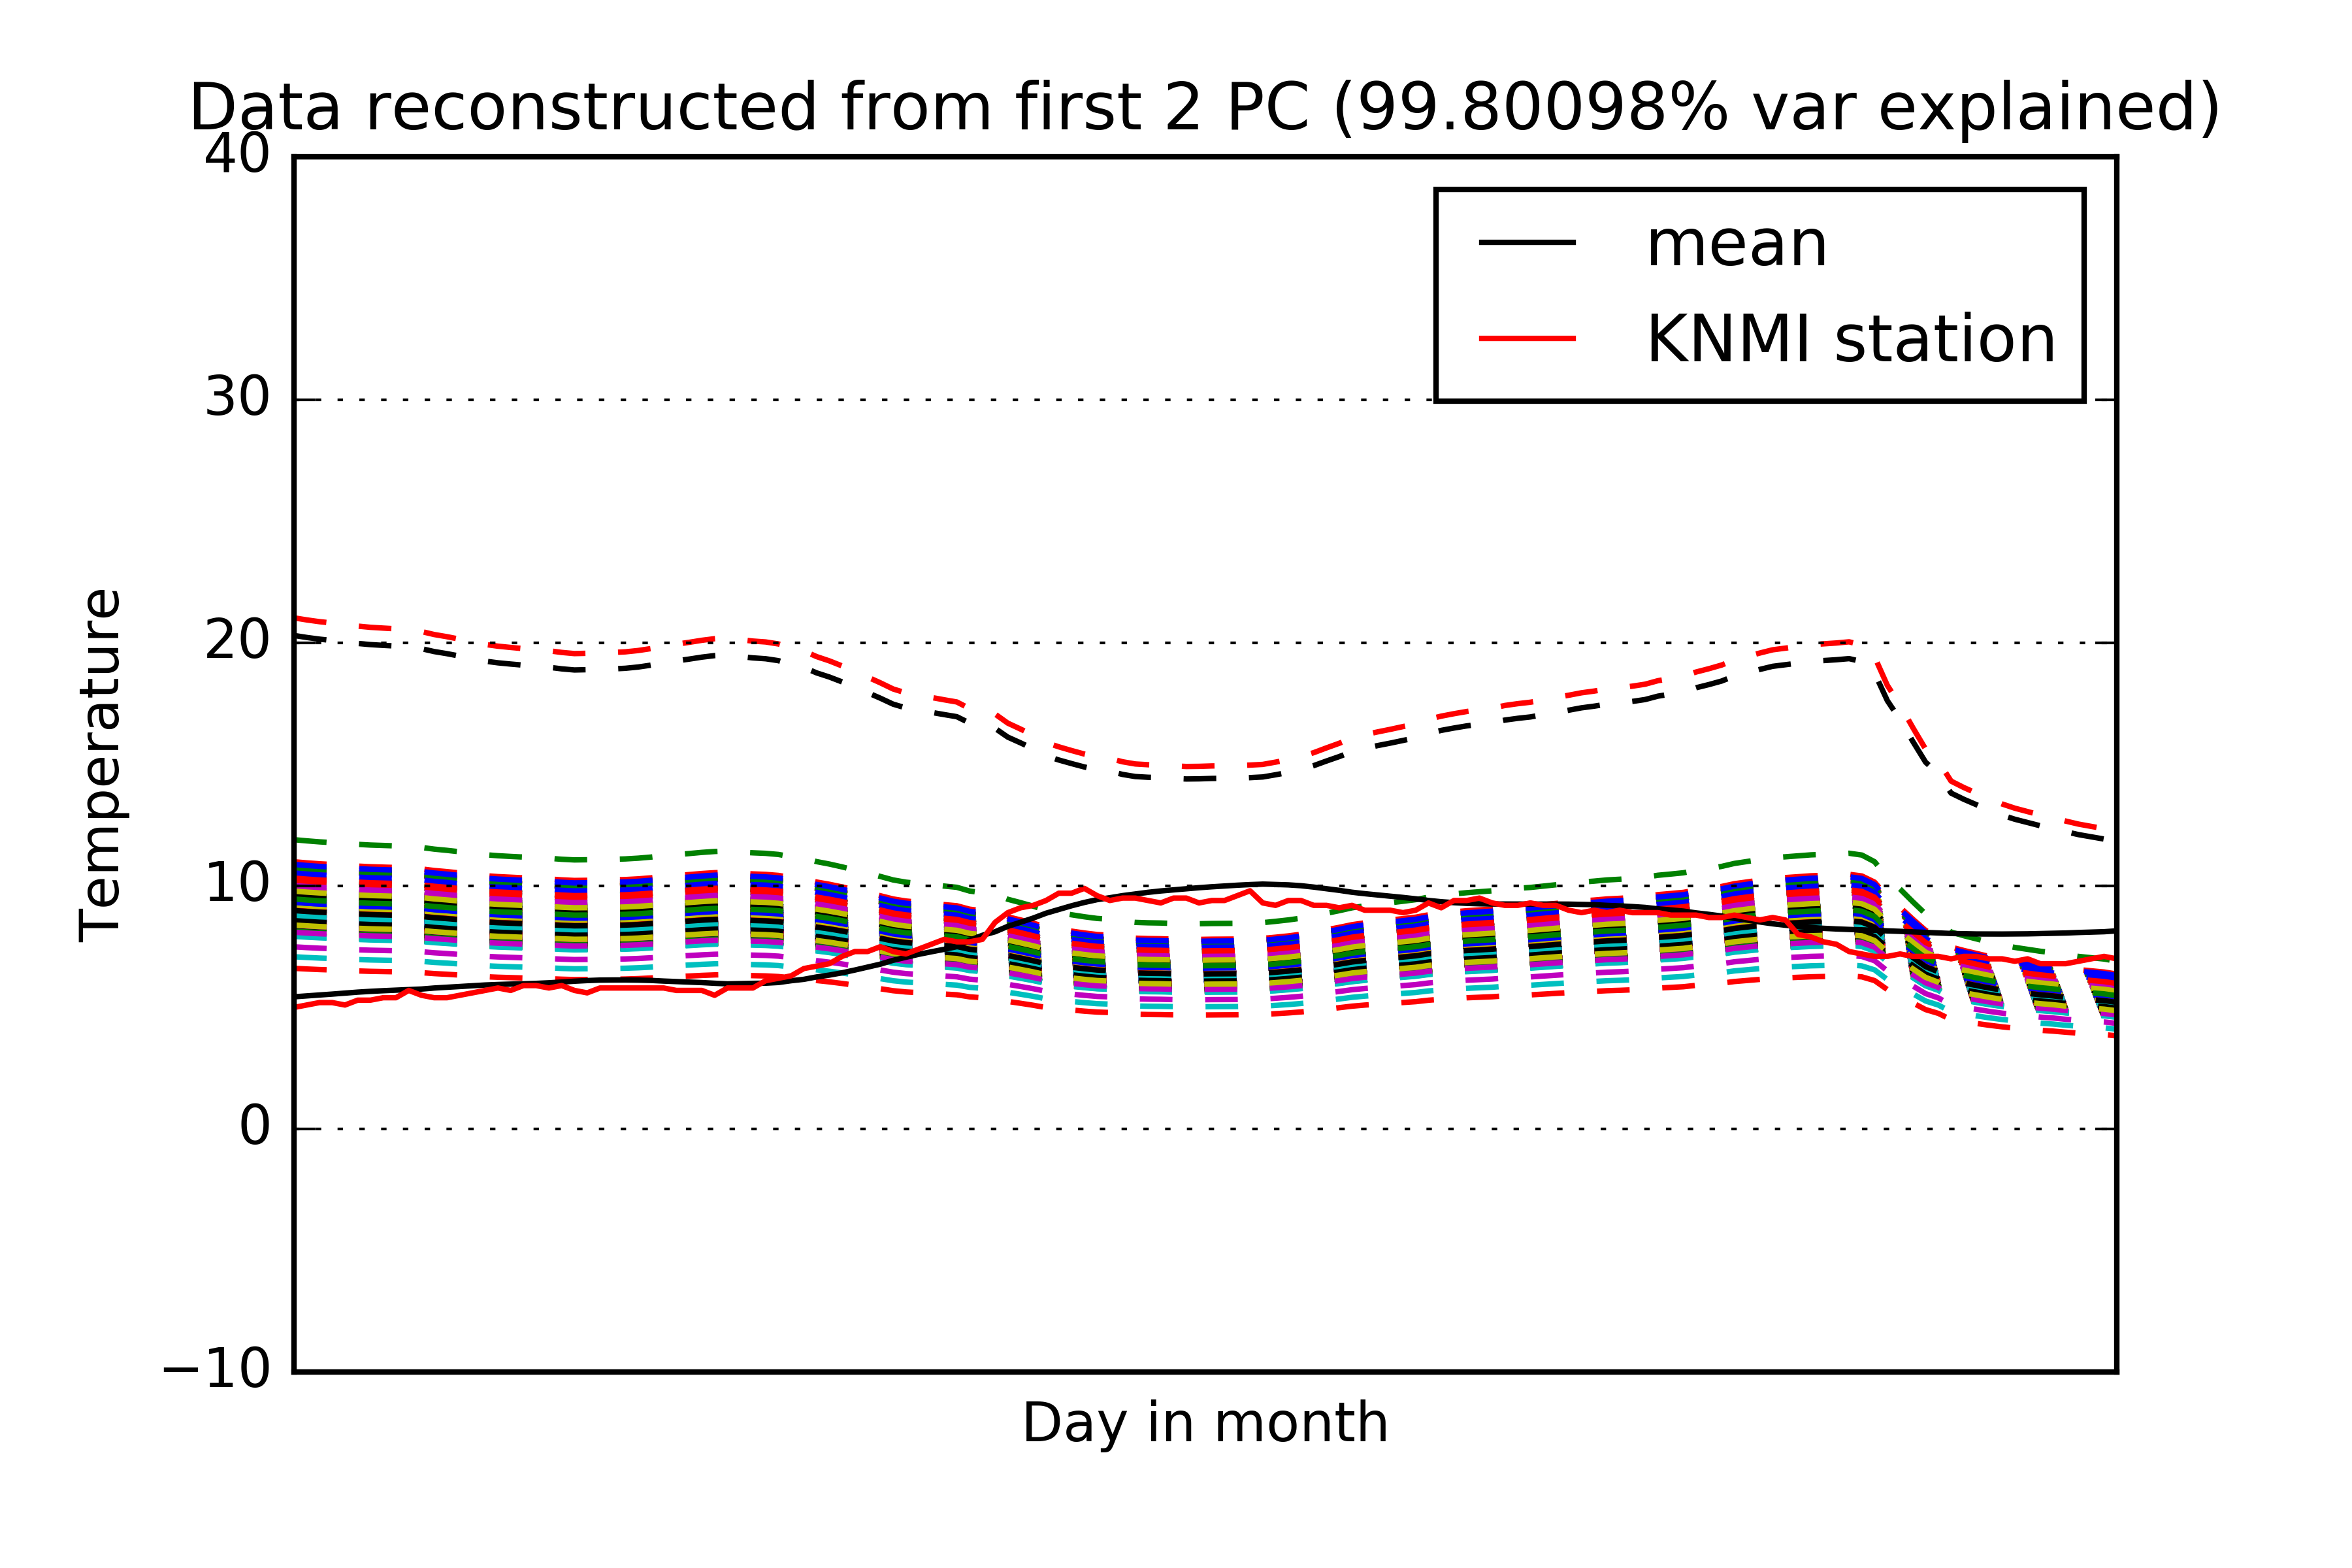 Data reconstructed from first 2 PC (99.80098% var explained)
40
30
20
10
0
−10
Temperature
mean
KNMI station
Day in month